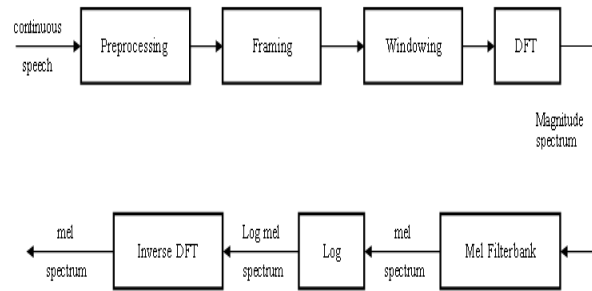 continuous
speech
Preprocessing
Framing
Windowing
DFT
Magnitude
spectrum
Mel Filterbank
mel
spectrum
Log
Log mel
spectrum
Inverse DFT
mel
spectrum